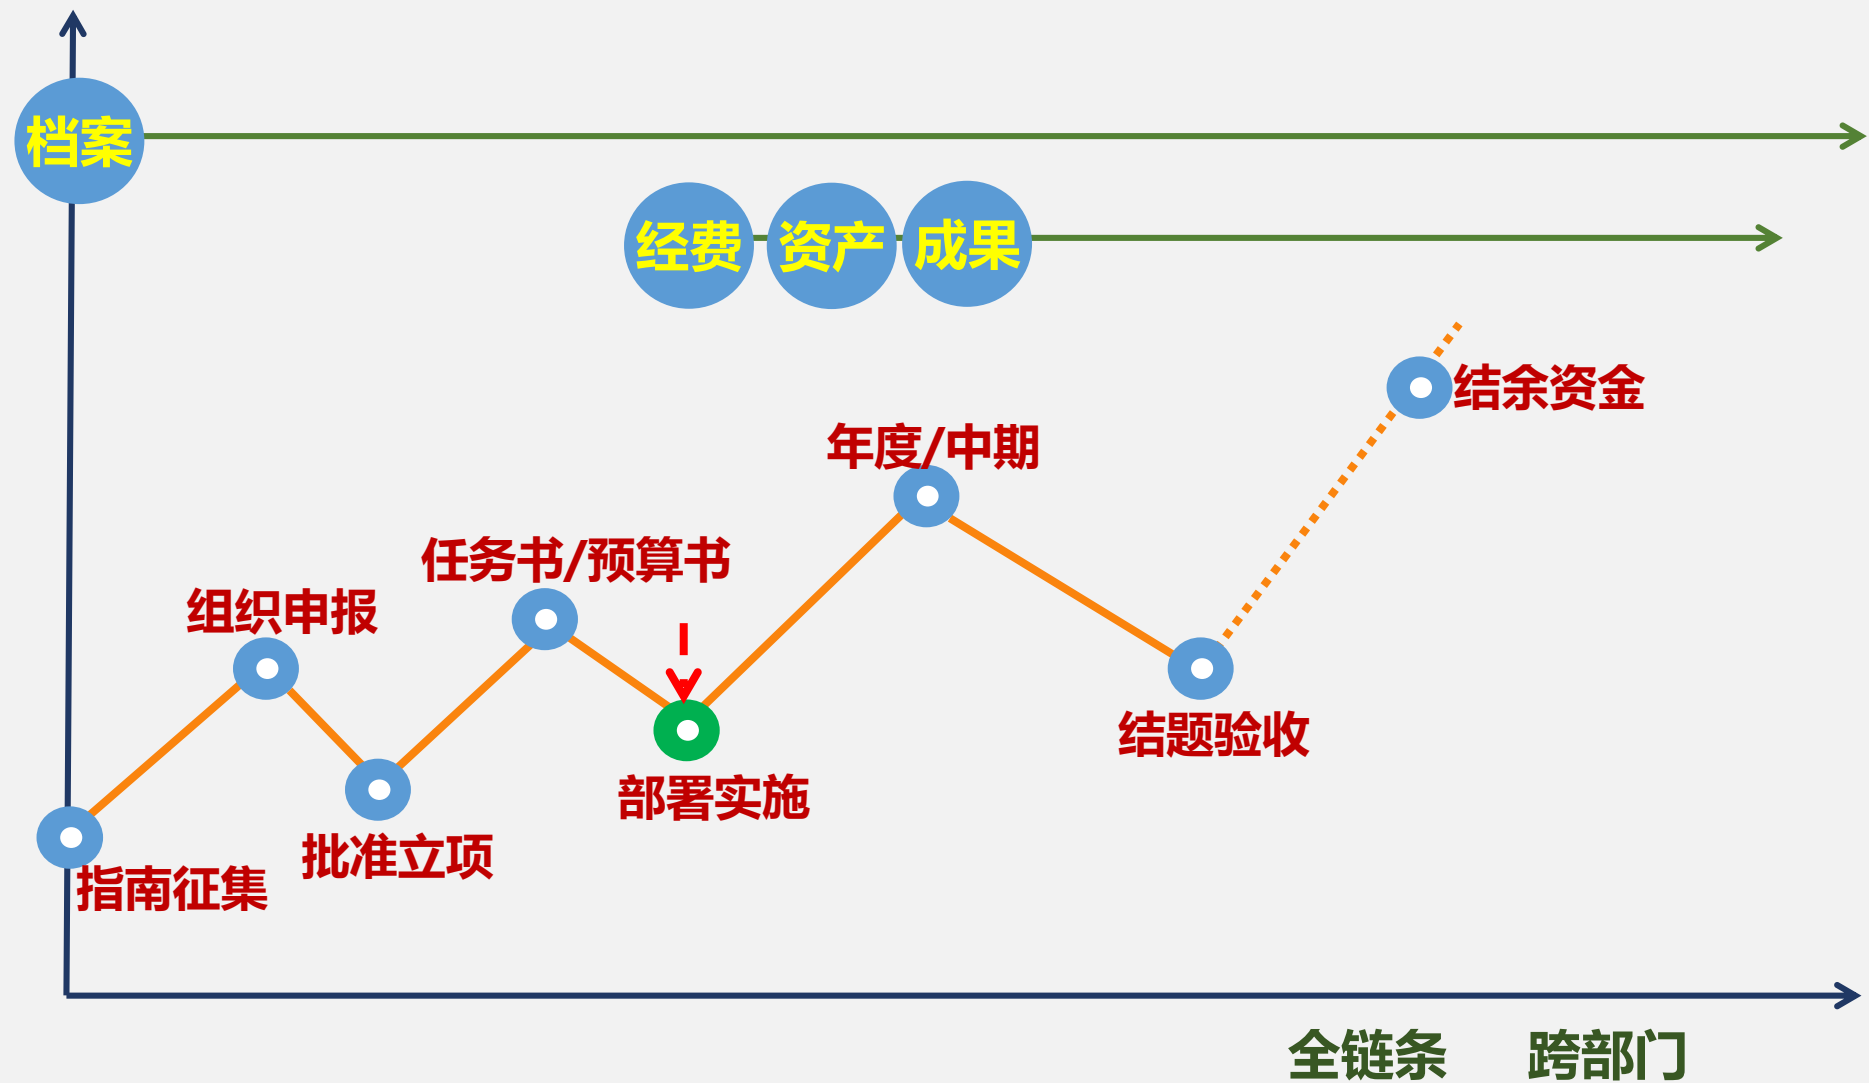 档案
经费 资产 成果
结余资金
年度/中期
任务书/预算书
组织申报
结题验收
部署实施
批准立项
指南征集
全链条 跨部门